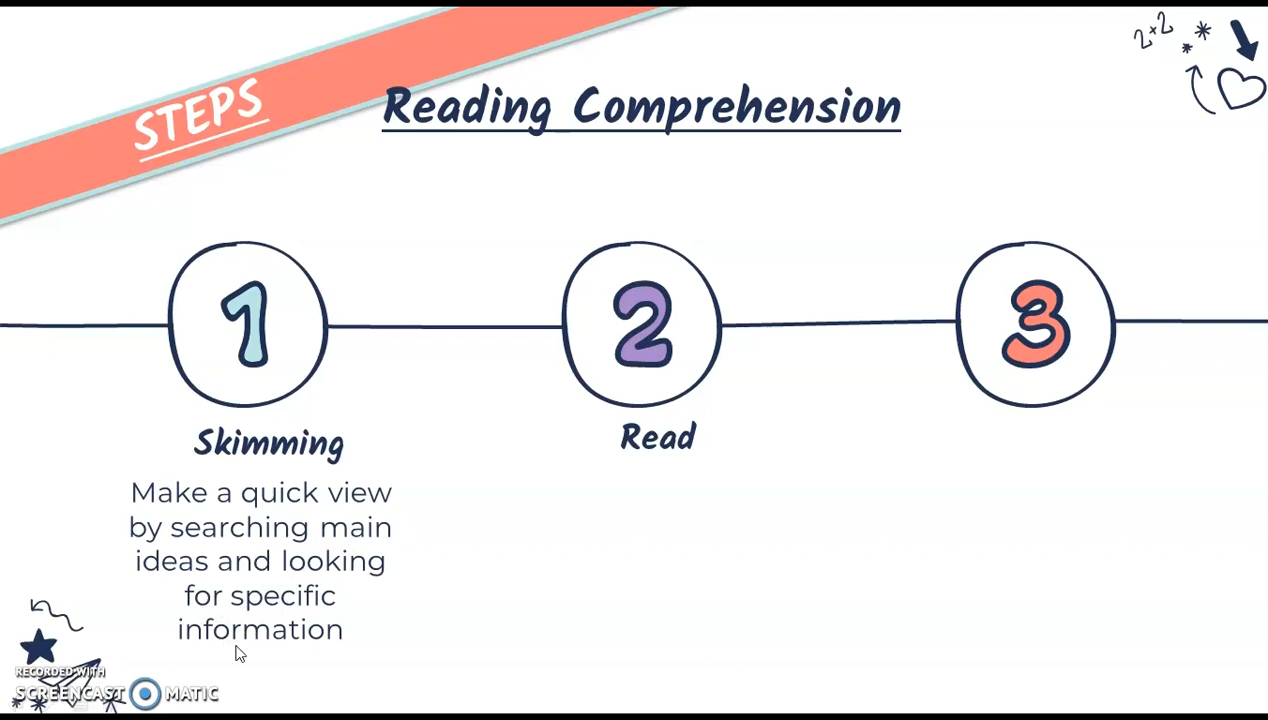 STEPS
Reading Comprehension
2×2
1
2
3
Skimming
Read
Make a quick view
by searching main
ideas and looking
for specific
information
RECORDED WITH
SCREENCAST MATIC